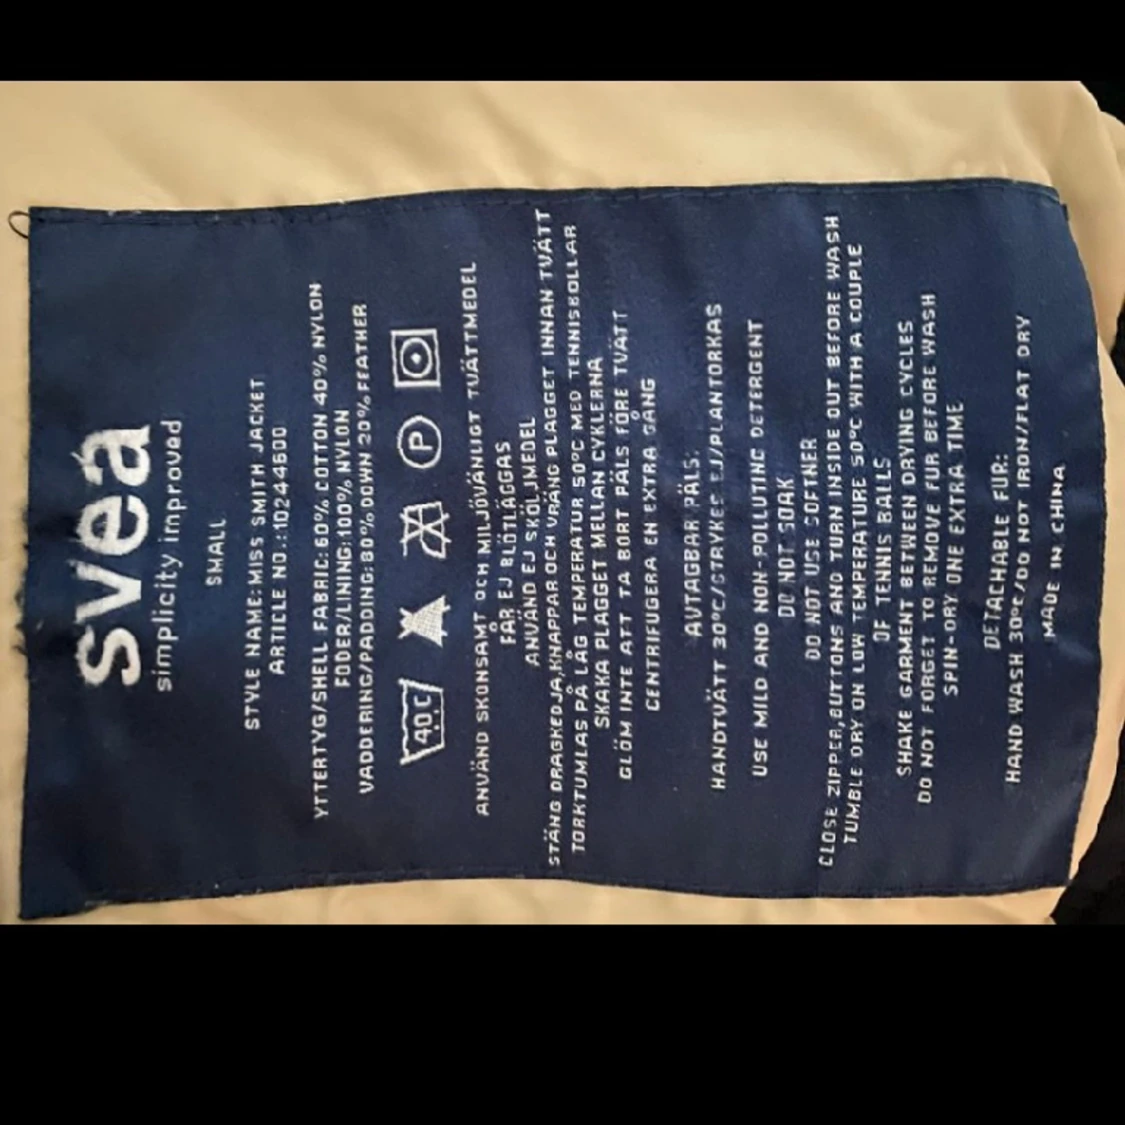 svea
simplicity improved
SMALL
STYLE NAME:MISS SMITH JACKET
ARTICLE NO.:10244600
YTTERTYG/SHELL FABRIC:60% COTTON 40% NYLON
FODER/LINING:100% NYLON
VADDERING/PADDING:80% DOWN 20% FEATHER
40C P
ANVÄND SKONSAMT OCH MILJÖVÄNLIGT TVÄTTMEDEL
FÅR EJ BLÖTLÄGGAS
ANVÄND EJ SKÖLJMEDEL
STÄNG DRAGKEDJA,KNAPPAR OCH VRÄNG PLAGGET INNAN TVÄTT
TORKTUMLAS PÅ LÅG TEMPERATUR 50°C MED TENNISBOLLAR
SKAKA PLAGGET MELLAN CYKLERNA
GLÖM INTE ATT TA BORT PÄLS FÖRE TVÄTT
CENTRIFUGERA EN EXTRA GÅNG
AVTAGBAR PÄLS:
HANDTVÄTT 30°C/STRYKES EJ/PLANTORKAS
USE MILD AND NON-POLLUTING DETERGENT
DO NOT SOAK
DO NOT USE SOFTNER
CLOSE ZIPPER,BUTTONS AND TURN INSIDE OUT BEFORE WASH
TUMBLE DRY ON LOW TEMPERATURE 50°C WITH A COUPLE
OF TENNIS BALLS
SHAKE GARMENT BETWEEN DRYING CYCLES
DO NOT FORGET TO REMOVE FUR BEFORE WASH
SPIN-DRY ONE EXTRA TIME
DETACHABLE FUR:
HAND WASH 30°C/DO NOT IRON/FLAT DRY
MADE IN CHINA